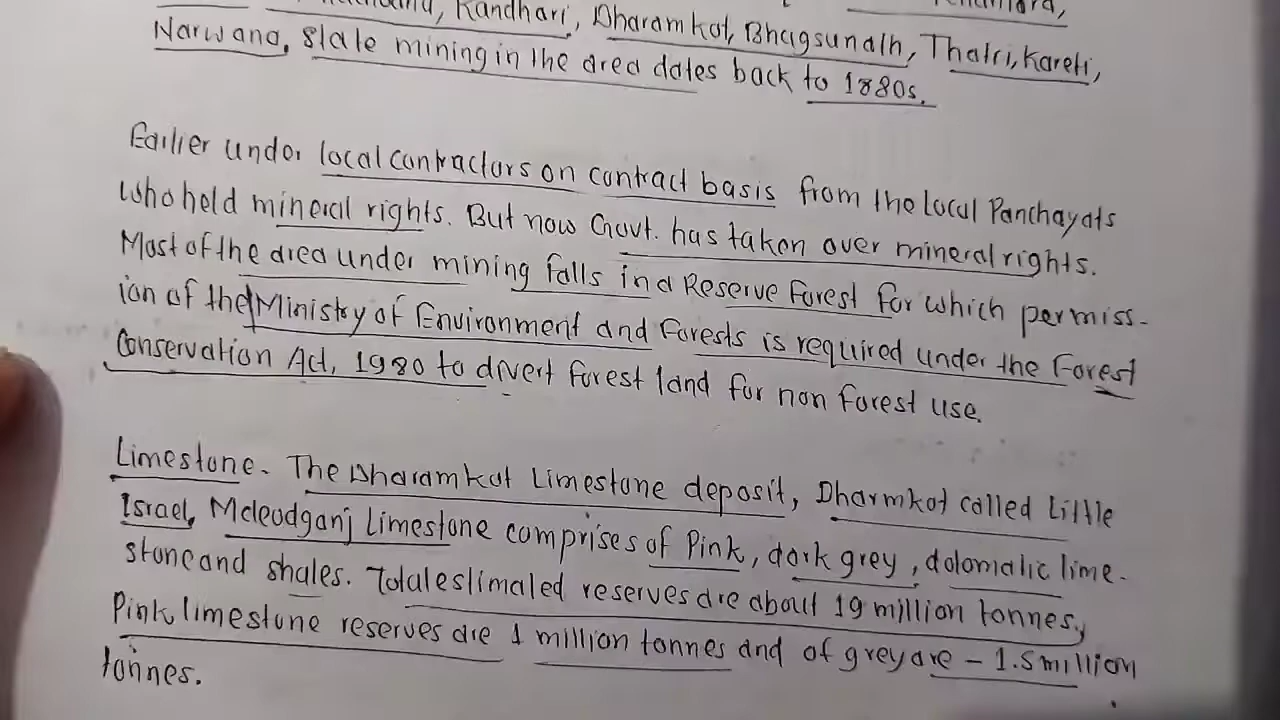 Kandhari, Dharamkot, Bhagsunath, Thatri, Kareti,
Narwana, Slate mining in the area dates back to 1880s.
Earlier under local contractors on contract basis from the local Panchayats
who held mineral rights. But now Govt. has taken over mineral rights.
Most of the area under mining falls in a Reserve Forest for which permiss-
ion of the Ministry of Environment and Forests is required under the Forest
Conservation Act, 1980 to divert forest land for non forest use.
Limestone. The Dharamkot Limestone deposit, Dharmkot called Little
Israel, Mcleodganj Limestone comprises of Pink, dark grey, dolomatic lime-
stone and shales. Total estimated reserves are about 19 million tonnes,
Pink limestone reserves are 1 million tonnes and of grey are - 1.5 million
tonnes.